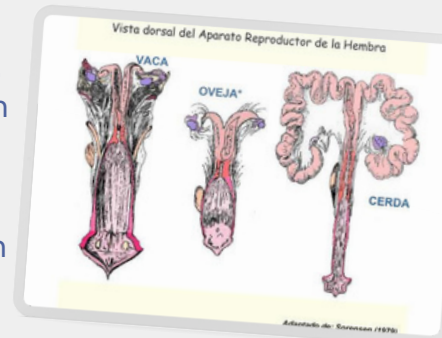 Vista dorsal del Aparato Reproductor de la Hembra
VACA
OVEJA*
CERDA
n
n
Adaptado de: Sorensen (1979)